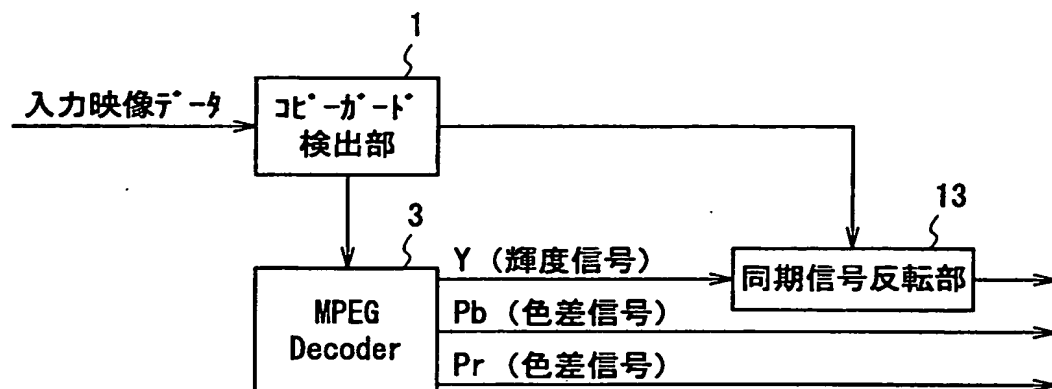 1
入力映像ﾃﾞｰﾀ
ｺﾋﾟｰｶﾞｰﾄﾞ
検出部
3
13
Y (輝度信号)
同期信号反転部
MPEG
Decoder
Pb (色差信号)
Pr (色差信号)